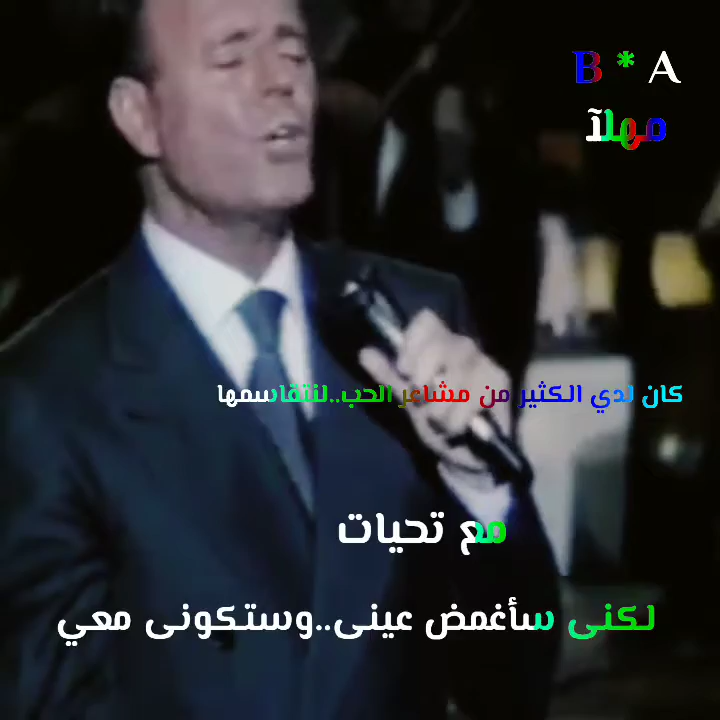 B * A
مهلآ
كان لدي الكثير من مشاعر الحب..لنتقاسمها
مع تحيات
لكنى سأغمض عينى..وستكونى معي